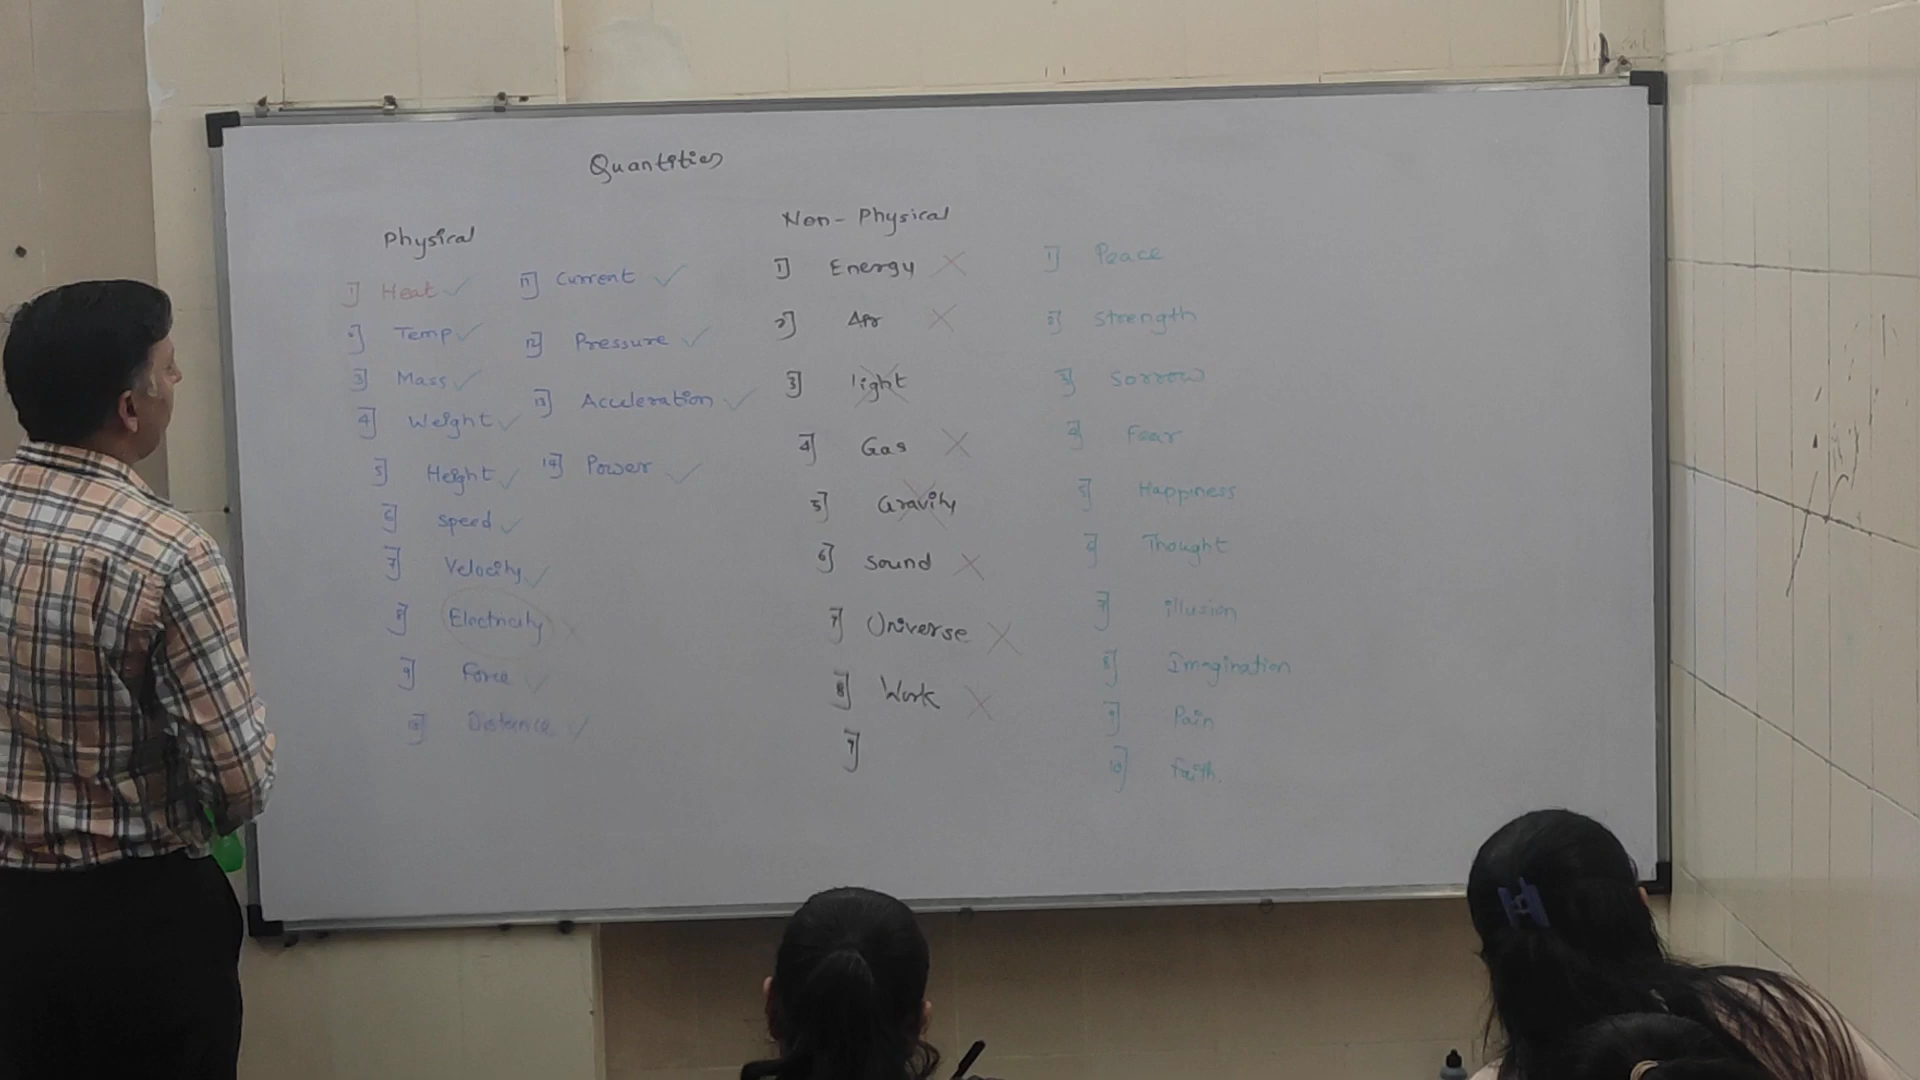 Quantities
Physical
1] Heat ✓
2] Temp ✓
3] Mass ✓
4] Weight ✓
5] Height ✓
6] speed ✓
7] Velocity ✓
8] Electricity ×
9] Force ✓
10] Distance ✓
11] Current ✓
12] Pressure ✓
13] Acceleration ✓
14] Power ✓
Non - Physical
1] Energy ×
2] Air ×
3] light
4] Gas ×
5] Gravity
6] Sound ×
7] Universe ×
8] Work ×
9]
1] Peace
2] Strength
3] Sorrow
4] Fear
5] Happiness
6] Thought
7] illusion
8] Imagination
9] Pain
10] faith.